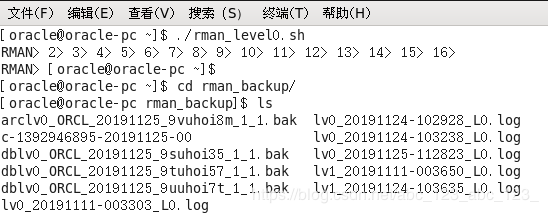 文件(F) 编辑(E) 查看(V) 搜索 (S) 终端(T) 帮助(H)
[oracle@oracle-pc ~]$ ./rman_level0.sh
RMAN> 2> 3> 4> 5> 6> 7> 8> 9> 10> 11> 12> 13> 14> 15> 16>
RMAN> [oracle@oracle-pc ~]$
[oracle@oracle-pc ~]$ cd rman_backup/
[oracle@oracle-pc rman_backup]$ ls
arclv0_ORCL_20191125_9vuhoi8m_1_1.bak lv0_20191124-102928_L0.log
c-1392946895-20191125-00 lv0_20191124-103238_L0.log
dblv0_ORCL_20191125_9suhoi35_1_1.bak lv0_20191125-112823_L0.log
dblv0_ORCL_20191125_9tuhoi57_1_1.bak lv1_20191111-003650_L0.log
dblv0_ORCL_20191125_9uuhoi7t_1_1.bak lv1_20191124-103635_L0.log
lv0_20191111-003303_L0.log